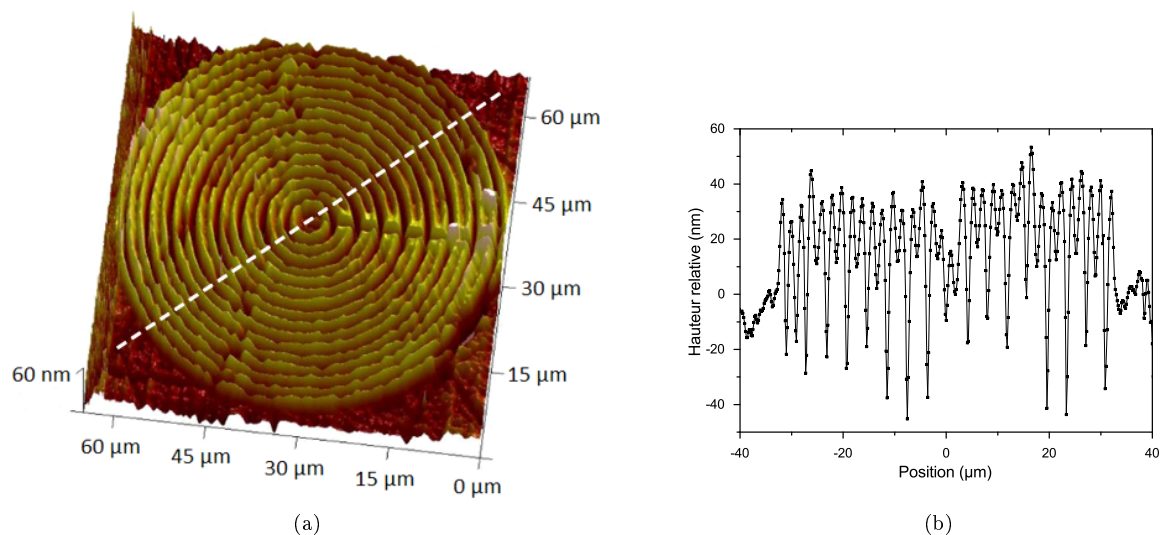 60 µm
45 µm
30 µm
15 µm
60 nm
60 µm
45 µm
30 µm
15 µm
0 µm
(a)
60
40
20
0
-20
-40
Hauteur relative (nm)
-40
-20
0
20
40
Position (µm)
(b)